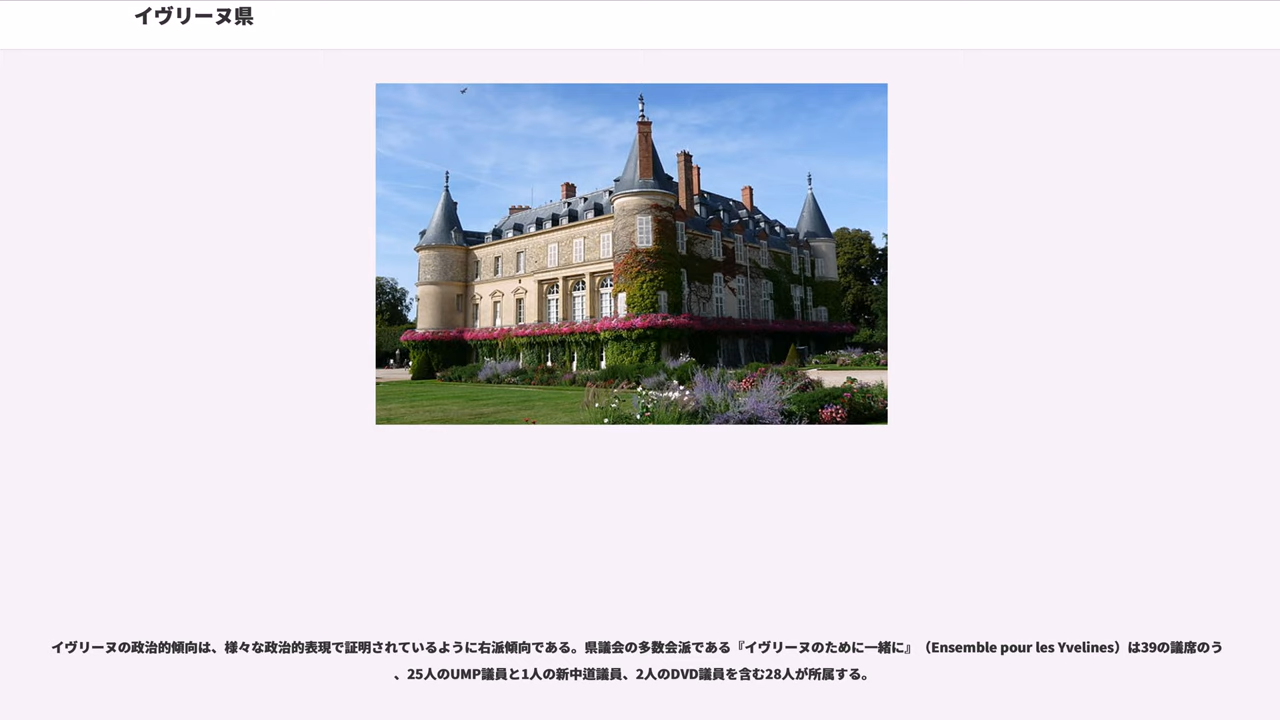 イヴリーヌ県
イヴリーヌの政治的傾向は、様々な政治的表現で証明されているように右派傾向である。県議会の多数会派である『イヴリーヌのために一緒に』（Ensemble pour les Yvelines）は39の議席のう
、25人のUMP議員と1人の新中道議員、2人のDVD議員を含む28人が所属する。